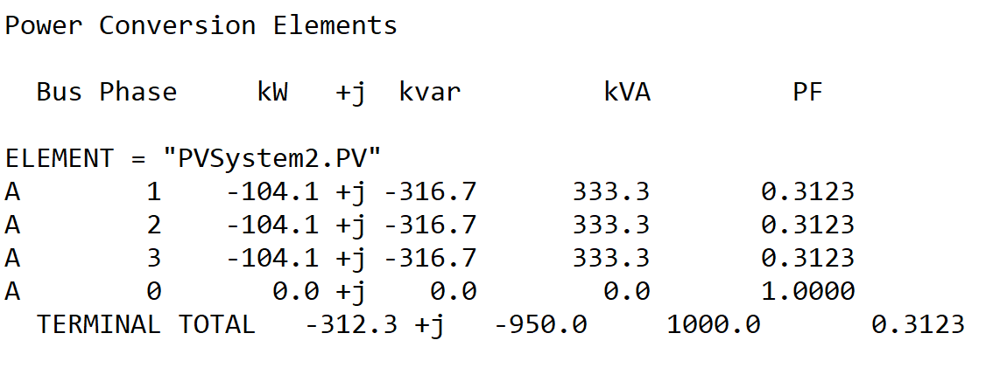 Power Conversion Elements
Bus Phase kW +j kvar kVA PF
ELEMENT = "PVSystem2.PV"
A 1 -104.1 +j -316.7 333.3 0.3123
A 2 -104.1 +j -316.7 333.3 0.3123
A 3 -104.1 +j -316.7 333.3 0.3123
A 0 0.0 +j 0.0 0.0 1.0000
TERMINAL TOTAL -312.3 +j -950.0 1000.0 0.3123